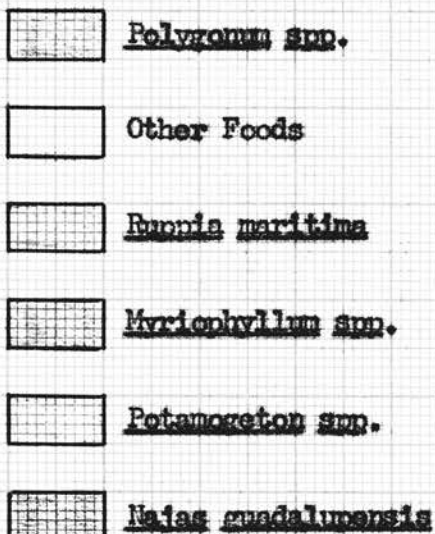 Polygonum spp.
Other Foods
Ruppia maritima
Myriophyllum spp.
Potamogeton spp.
Najas guadalupensis